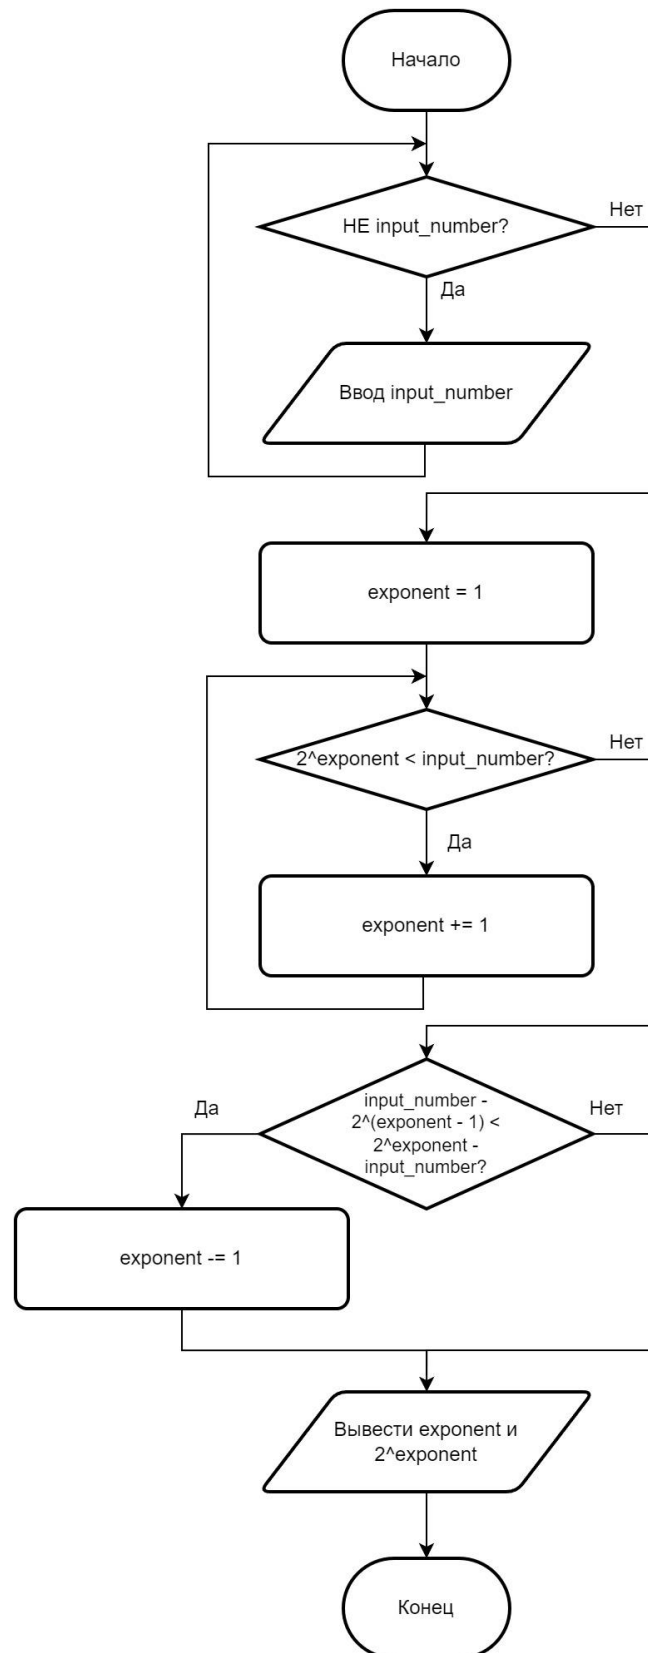 Начало
НЕ input_number?
Нет
Да
Ввод input_number
exponent = 1
2^exponent < input_number?
Нет
Да
exponent += 1
input_number -
2^(exponent - 1) <
2^exponent -
input_number?
Да
Нет
exponent -= 1
Вывести exponent и
2^exponent
Конец